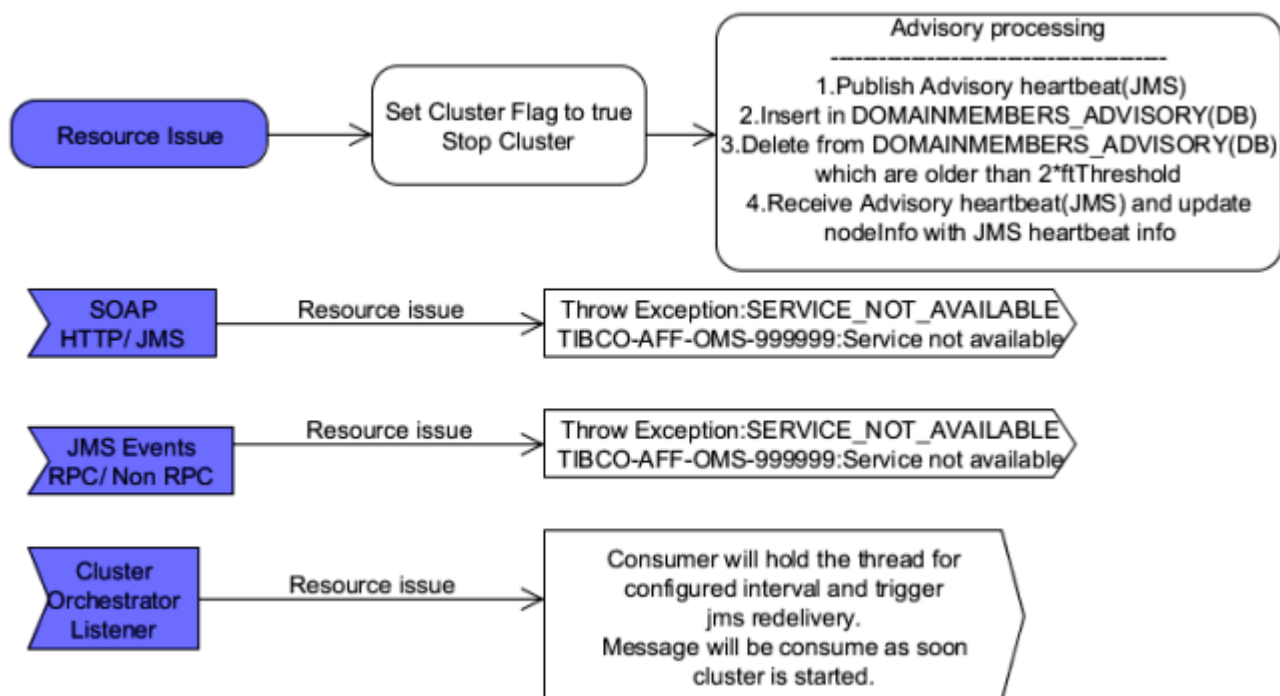 Resource Issue
Set Cluster Flag to true
Stop Cluster
Advisory processing
------------------------------------------
1.Publish Advisory heartbeat(JMS)
2.Insert in DOMAINMEMBERS_ADVISORY(DB)
3.Delete from DOMAINMEMBERS_ADVISORY(DB)
which are older than 2*ftThreshold
4.Receive Advisory heartbeat(JMS) and update
nodeInfo with JMS heartbeat info
SOAP
HTTP/ JMS
Resource issue
Throw Exception:SERVICE_NOT_AVAILABLE
TIBCO-AFF-OMS-999999:Service not available
JMS Events
RPC/ Non RPC
Resource issue
Throw Exception:SERVICE_NOT_AVAILABLE
TIBCO-AFF-OMS-999999:Service not available
Cluster
Orchestrator
Listener
Resource issue
Consumer will hold the thread for
configured interval and trigger
jms redelivery.
Message will be consume as soon
cluster is started.